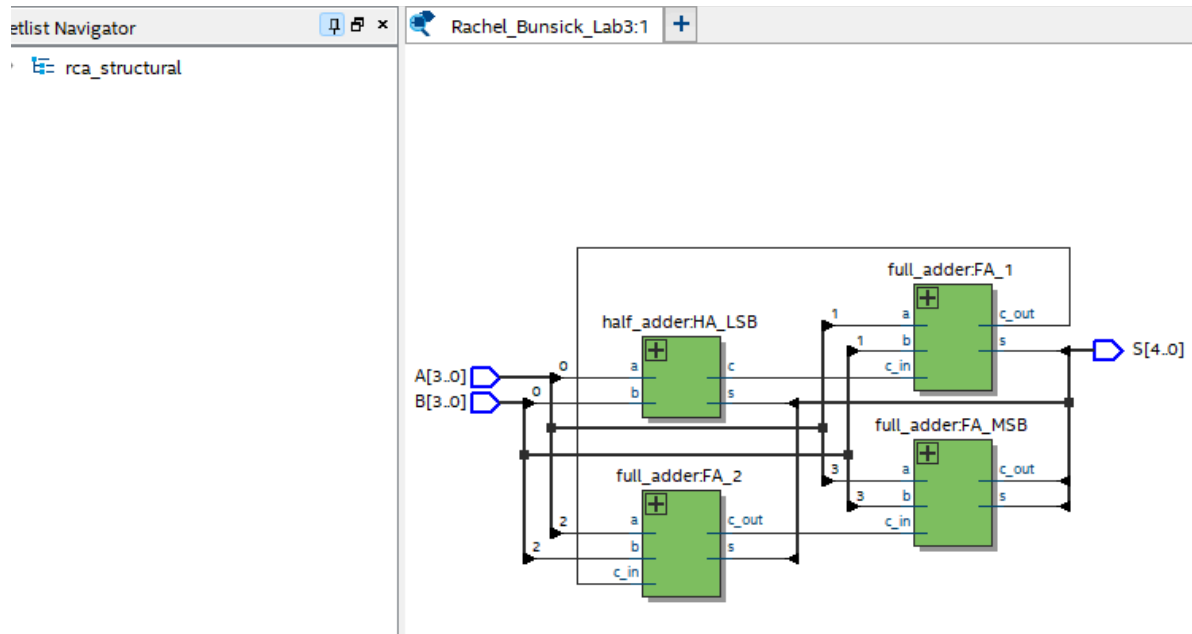 etlist Navigator
Rachel_Bunsick_Lab3:1
rca_structural
full_adder:FA_1
half_adder:HA_LSB
1
a
c_out
1
b
s
c_in
S[4..0]
A[3..0]
0
a
c
B[3..0]
0
b
s
full_adder:FA_MSB
3
a
c_out
3
b
s
c_in
full_adder:FA_2
2
a
c_out
2
b
s
c_in